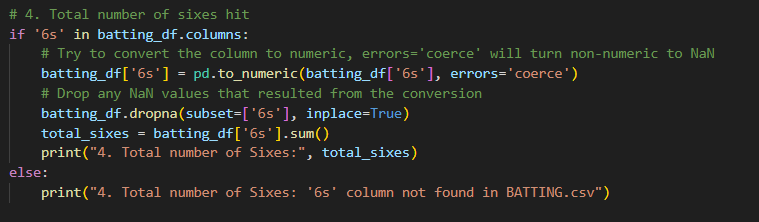 # 4. Total number of sixes hit
if '6s' in batting_df.columns:
    # Try to convert the column to numeric, errors='coerce' will turn non-numeric to NaN
    batting_df['6s'] = pd.to_numeric(batting_df['6s'], errors='coerce')
    # Drop any NaN values that resulted from the conversion
    batting_df.dropna(subset=['6s'], inplace=True)
    total_sixes = batting_df['6s'].sum()
    print("4. Total number of Sixes:", total_sixes)
else:
    print("4. Total number of Sixes: '6s' column not found in BATTING.csv")